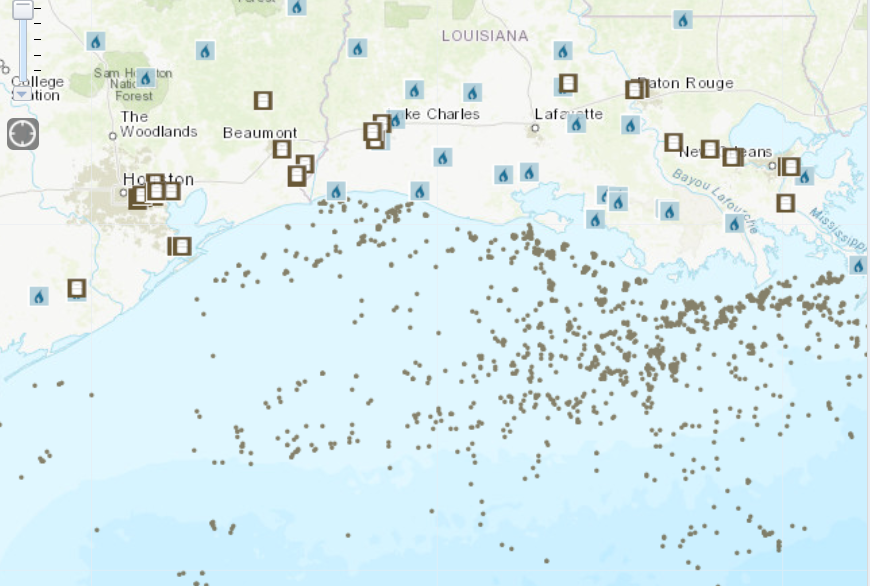 LOUISIANA
College
Station
Sam Houston
National
Forest
The
Woodlands
Beaumont
Lake Charles
Lafayette
Baton Rouge
Houston
New Orleans
Bayou Lafourche
Mississippi